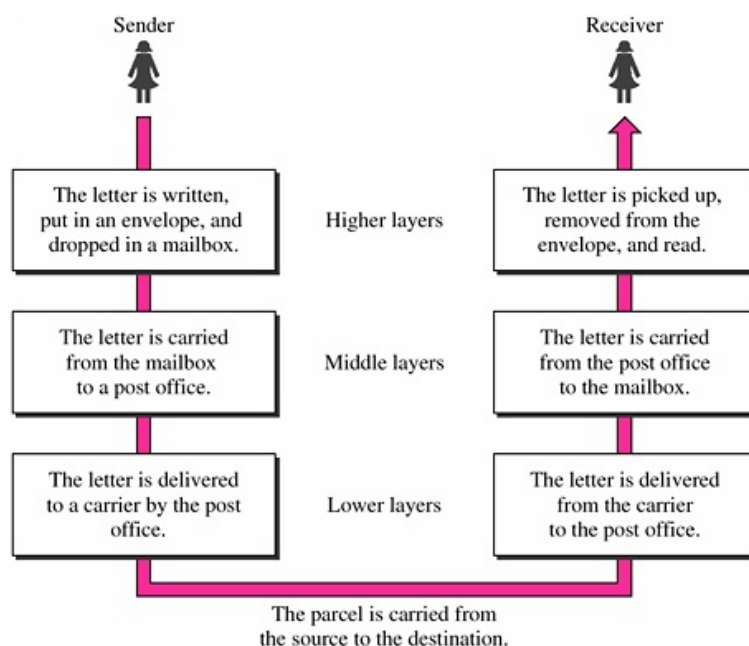 Sender
Receiver
The letter is written,
put in an envelope, and
dropped in a mailbox.
Higher layers
The letter is picked up,
removed from the
envelope, and read.
The letter is carried
from the mailbox
to a post office.
Middle layers
The letter is carried
from the post office
to the mailbox.
The letter is delivered
to a carrier by the post
office.
Lower layers
The letter is delivered
from the carrier
to the post office.
The parcel is carried from
the source to the destination.